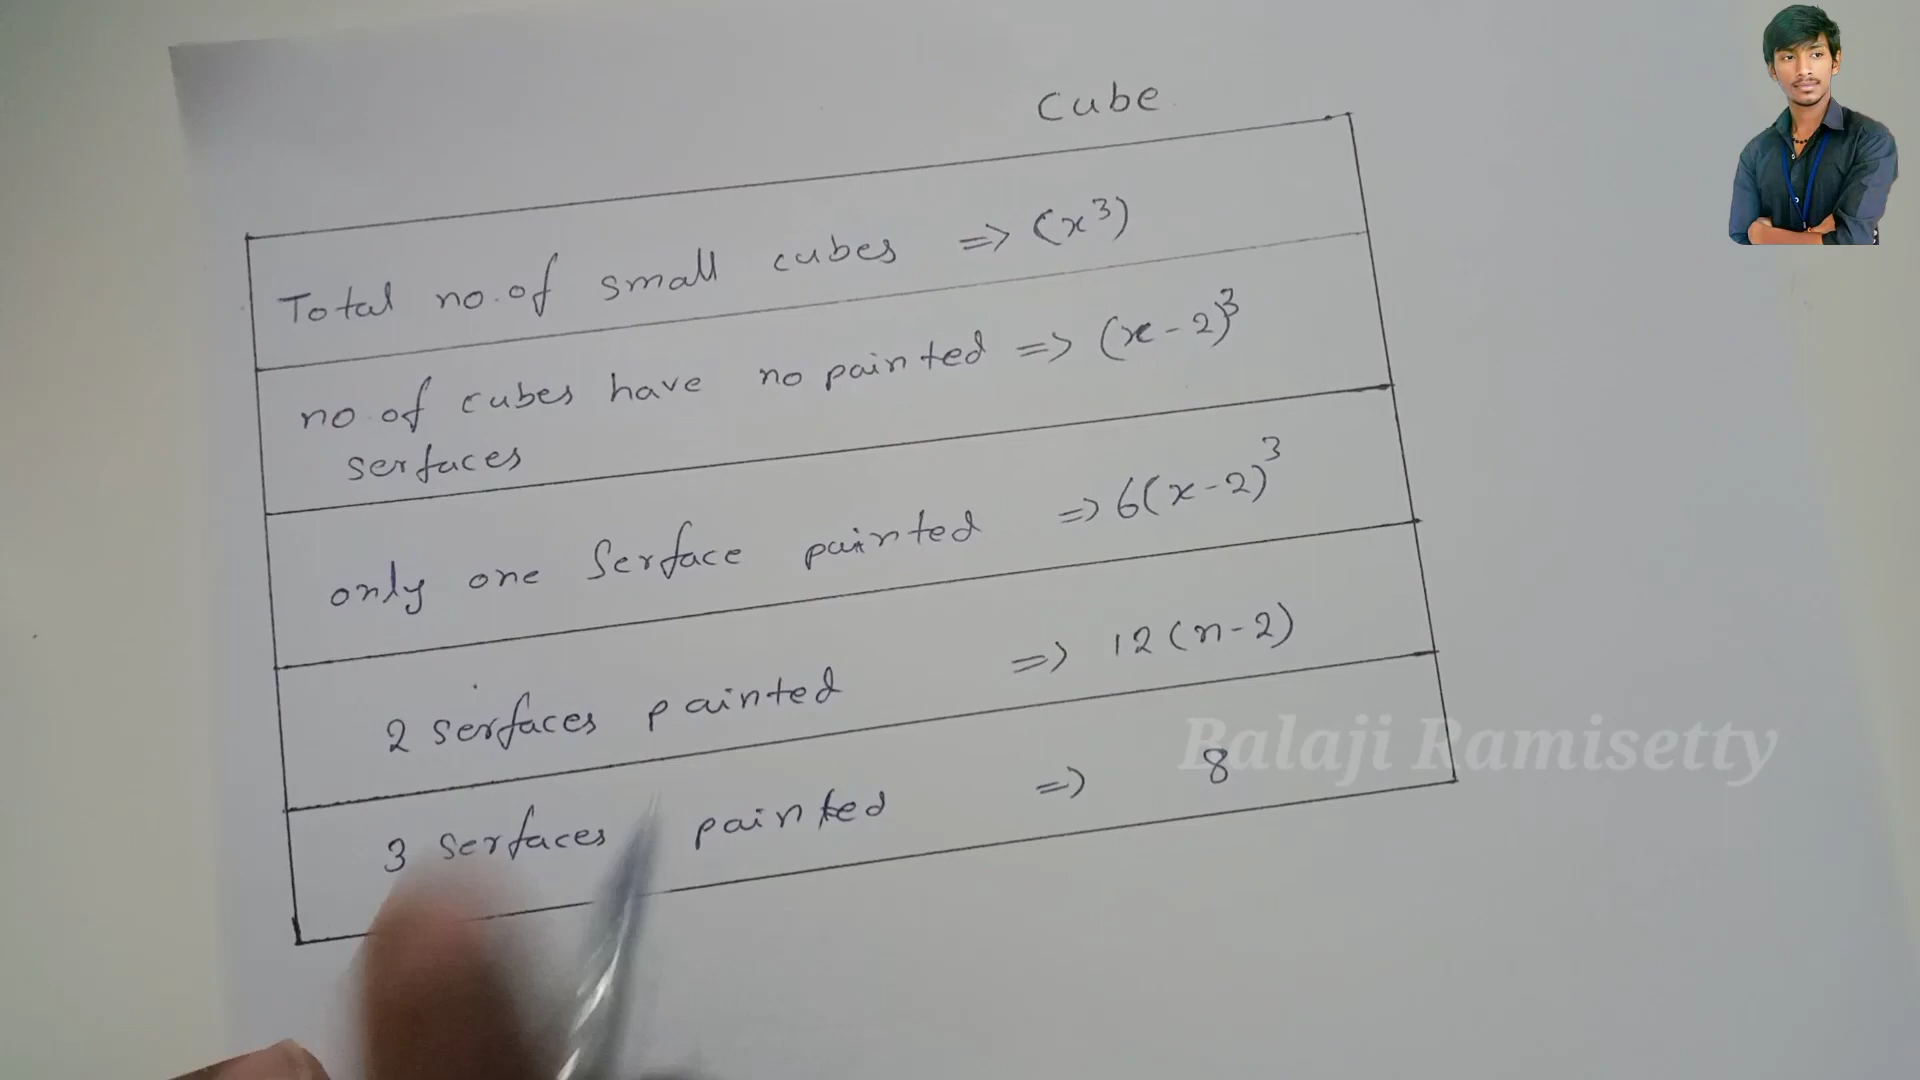 Cube
Total no.of small cubes => (x³)
no.of cubes have no painted => (x-2)³
serfaces
only one Serface painted => 6(x-2)³
2 serfaces painted => 12(n-2)
3 serfaces painted => 8
Balaji Ramisetty